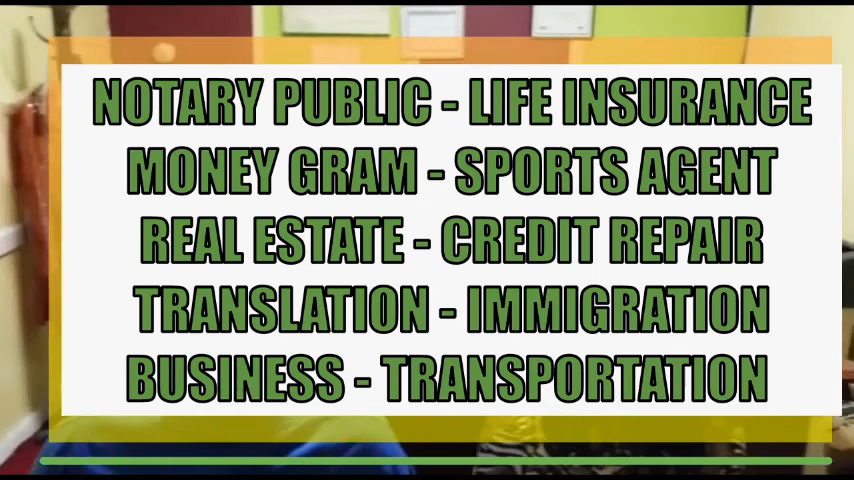 NOTARY PUBLIC - LIFE INSURANCE
MONEY GRAM - SPORTS AGENT
REAL ESTATE - CREDIT REPAIR
TRANSLATION - IMMIGRATION
BUSINESS - TRANSPORTATION